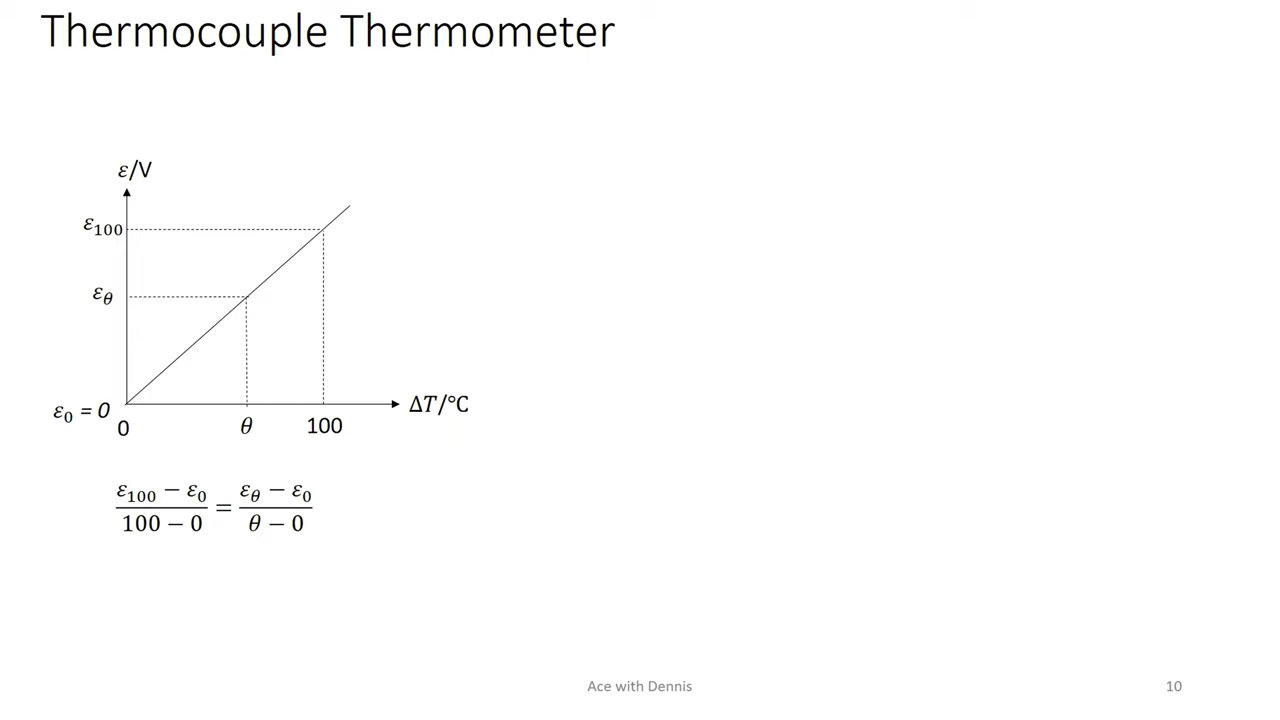 Thermocouple Thermometer
𝜀/V
𝜀₁₀₀
𝜀_θ
𝜀₀ = 0
0
θ
100
Δ𝑇/°C
(𝜀₁₀₀ − 𝜀₀)/(100 − 0) = (𝜀_θ − 𝜀₀)/(θ − 0)
Ace with Dennis
10